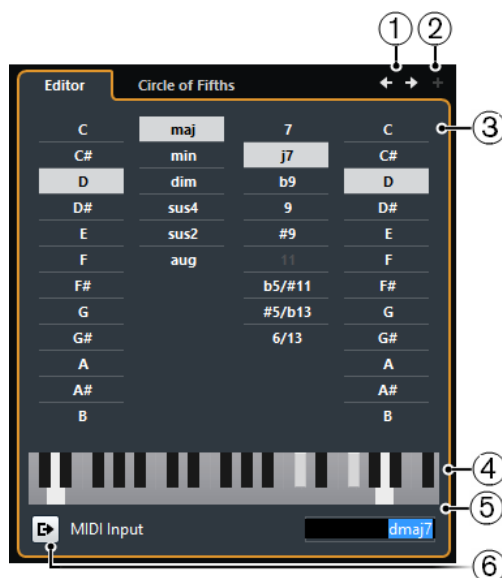 1 2
Editor Circle of Fifths
3
C maj 7 C
C# min j7 C#
D dim b9 D
D# sus4 9 D#
E sus2 #9 E
F aug 11 F
F# b5/#11 F#
G #5/b13 G
G# 6/13 G#
A A
A# A#
B B
4
5
MIDI Input dmaj7
6